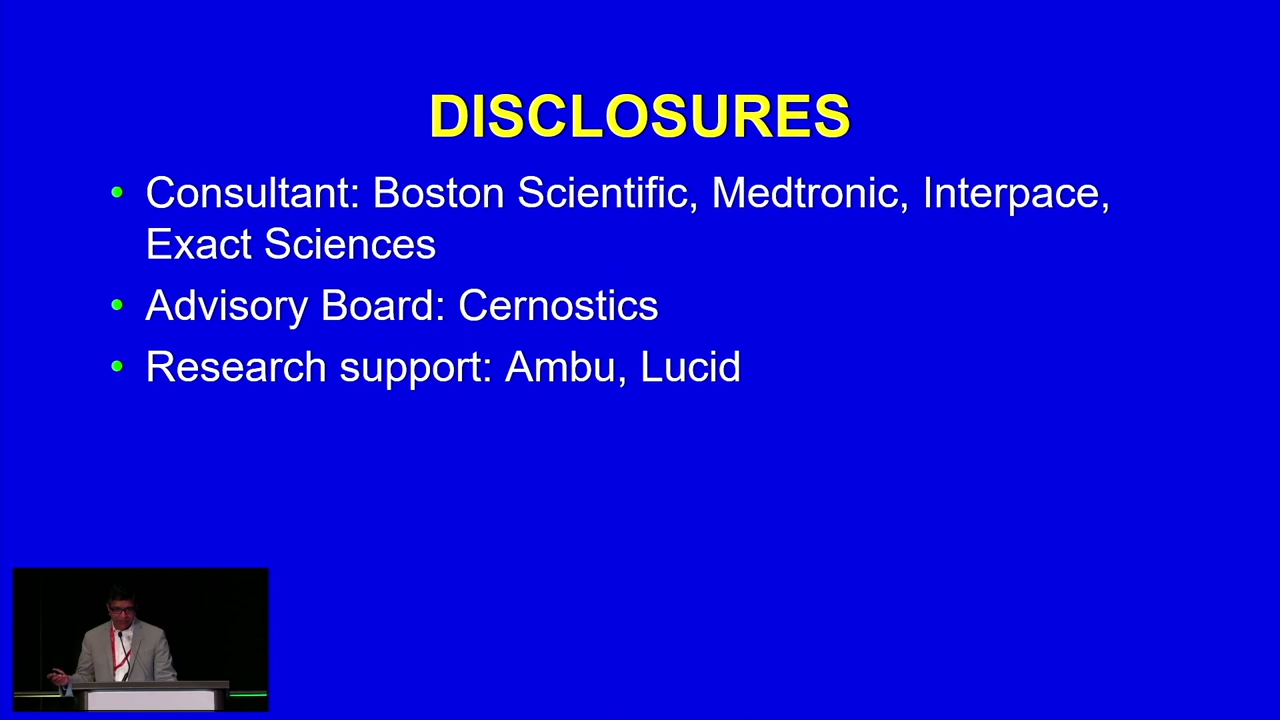 DISCLOSURES
• Consultant: Boston Scientific, Medtronic, Interpace,
Exact Sciences
• Advisory Board: Cernostics
• Research support: Ambu, Lucid